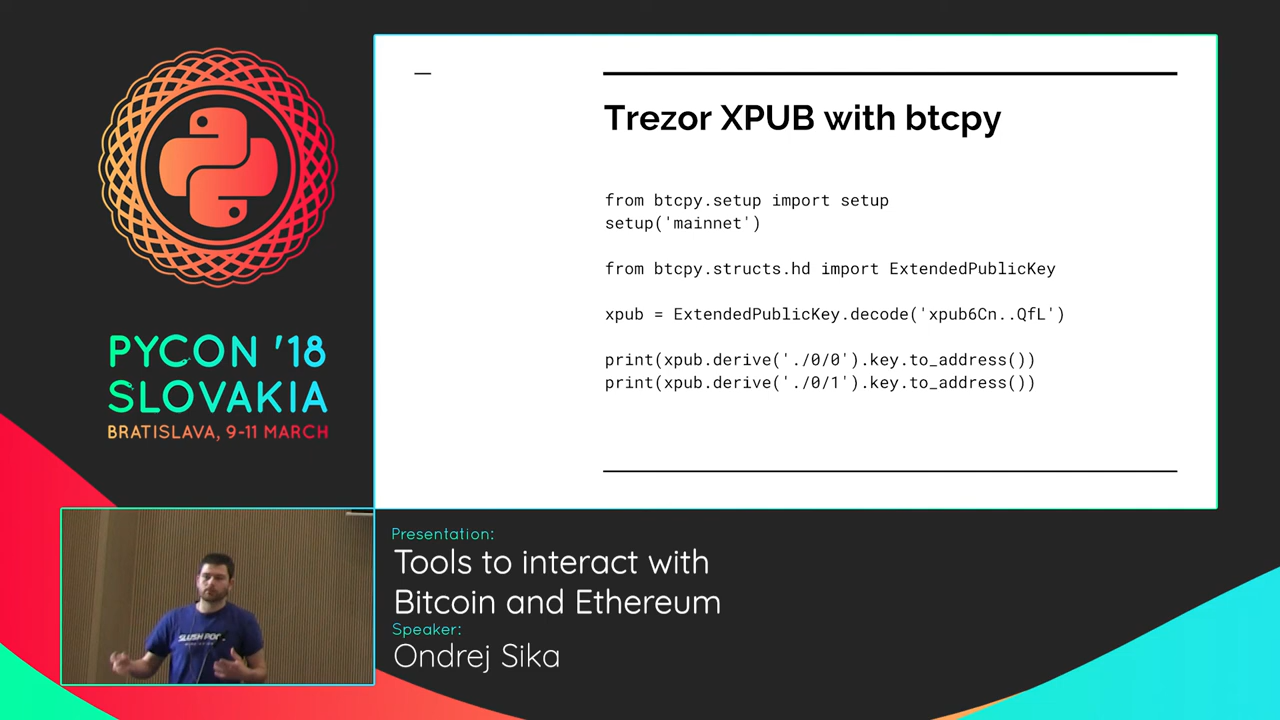 PYCON '18
SLOVAKIA
BRATISLAVA, 9-11 MARCH
Trezor XPUB with btcpy
from btcpy.setup import setup
setup('mainnet')
from btcpy.structs.hd import ExtendedPublicKey
xpub = ExtendedPublicKey.decode('xpub6Cn..QfL')
print(xpub.derive('./0/0').key.to_address())
print(xpub.derive('./0/1').key.to_address())
SLUSH POOL
Presentation:
Tools to interact with
Bitcoin and Ethereum
Speaker:
Ondrej Sika